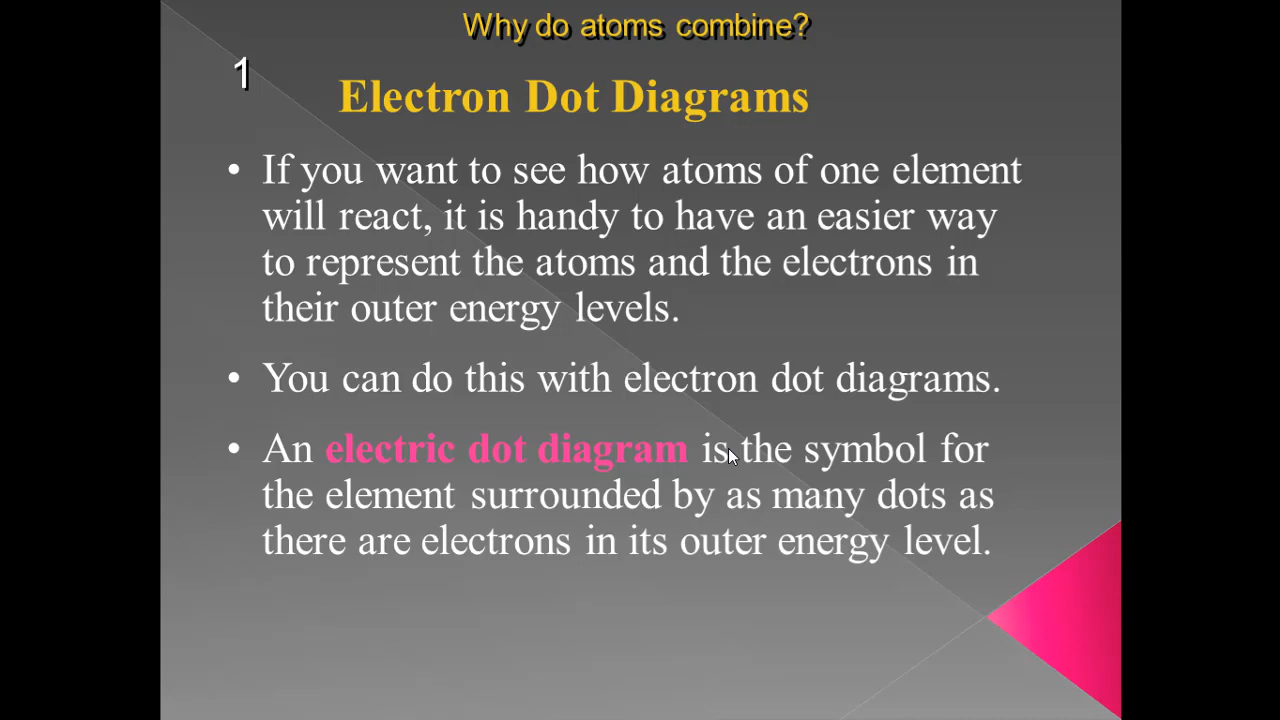 Why do atoms combine?
1
Electron Dot Diagrams
• If you want to see how atoms of one element
will react, it is handy to have an easier way
to represent the atoms and the electrons in
their outer energy levels.
• You can do this with electron dot diagrams.
• An electric dot diagram is the symbol for
the element surrounded by as many dots as
there are electrons in its outer energy level.